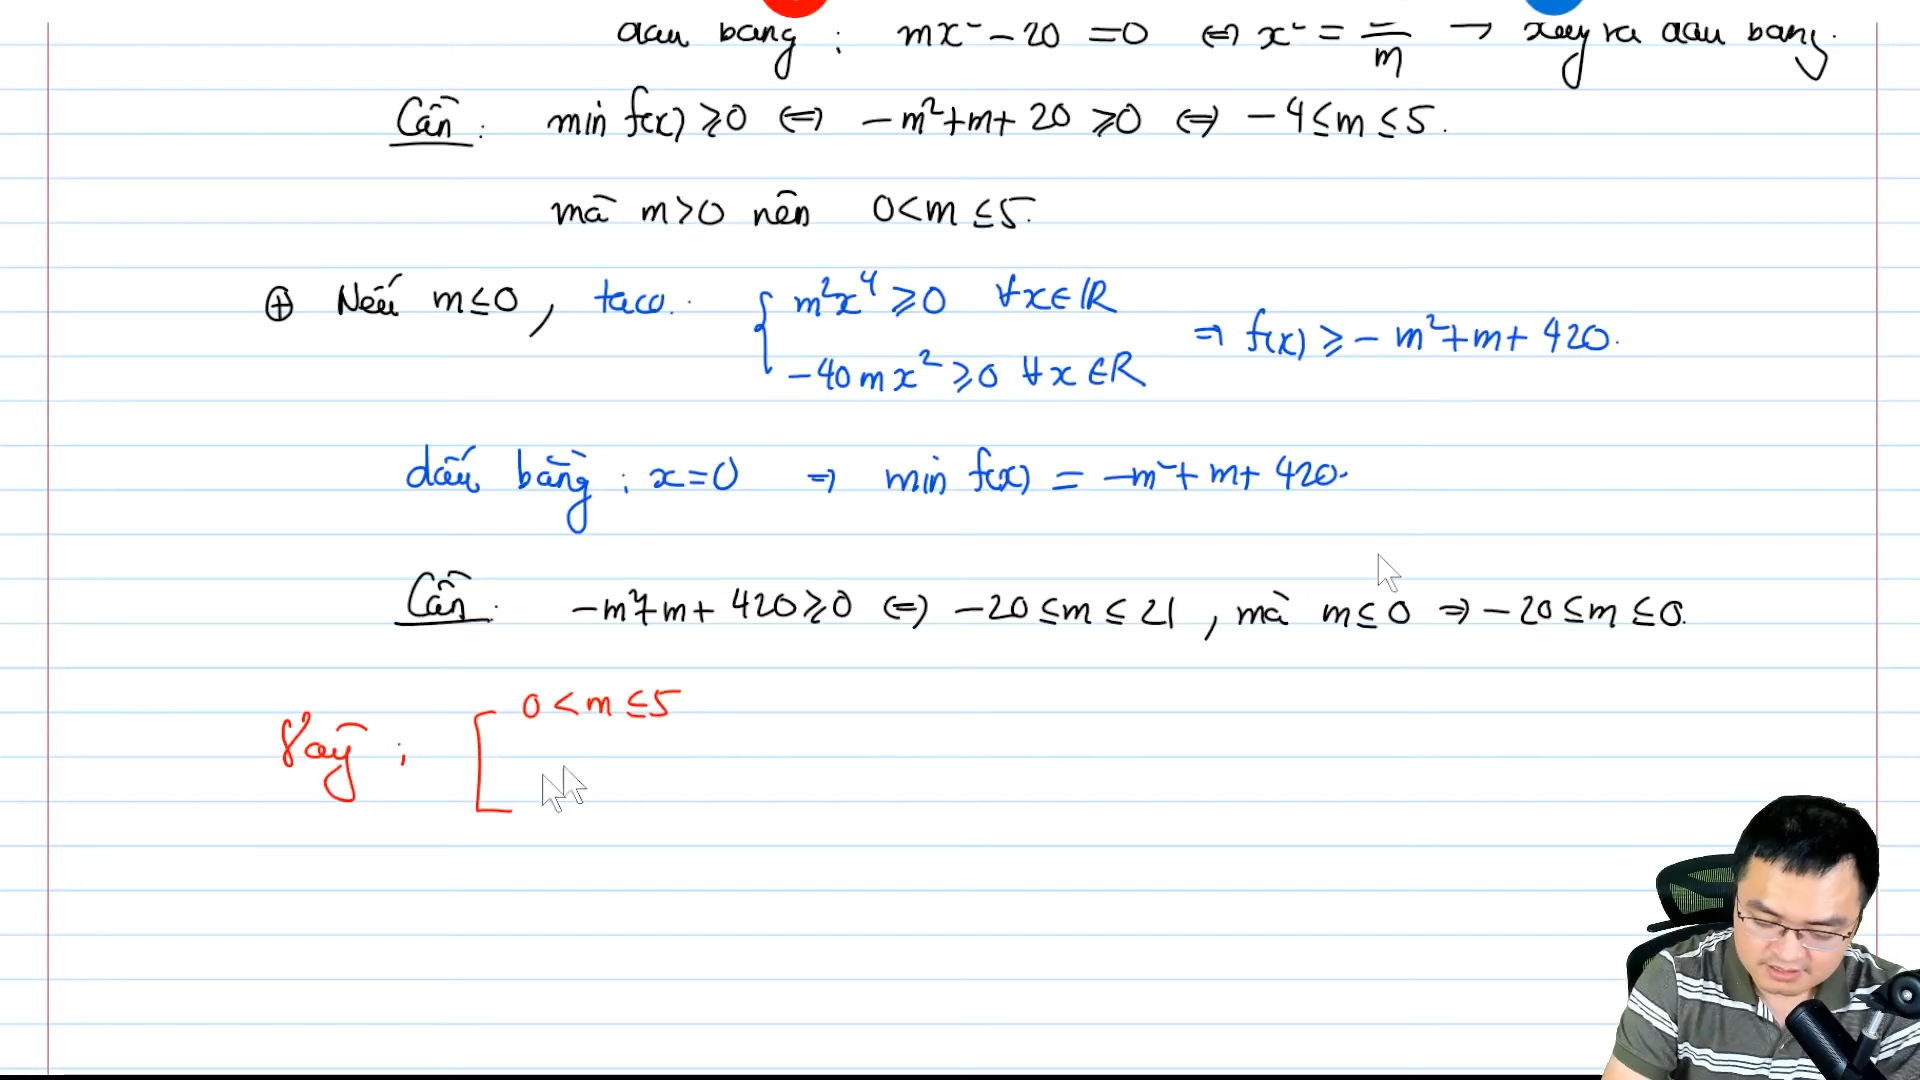 dấu bằng : mx² - 20 = 0 ⇔ x² = — / m → xảy ra dấu bằng.
Cần : min f(x) ⩾ 0 ⇔ -m² + m + 20 ⩾ 0 ⇔ -4 ≤ m ≤ 5.
mà m > 0 nên 0 < m ≤ 5.
⊕ Nếu m ≤ 0, ta có : { m²x⁴ ⩾ 0 ∀x ∈ ℝ
-40mx² ⩾ 0 ∀x ∈ R ⇒ f(x) ⩾ -m² + m + 420.
dấu bằng : x = 0 ⇒ min f(x) = -m² + m + 420.
Cần : -m² + m + 420 ⩾ 0 ⇔ -20 ≤ m ≤ 21, mà m ≤ 0 ⇒ -20 ≤ m ≤ 0.
Vậy : [ 0 < m ≤ 5